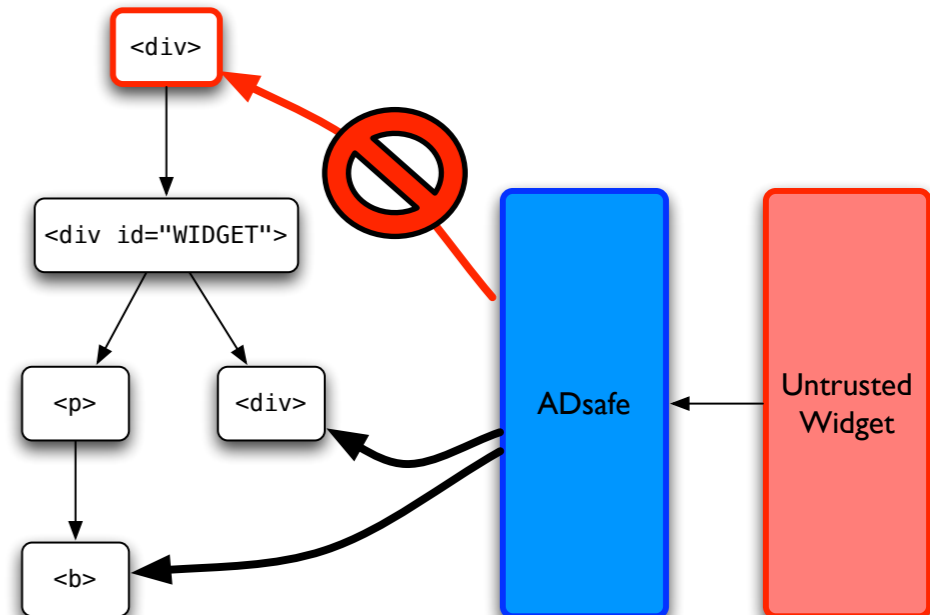 <div>
<div id="WIDGET">
<p>
<div>
ADsafe
Untrusted
Widget
<b>